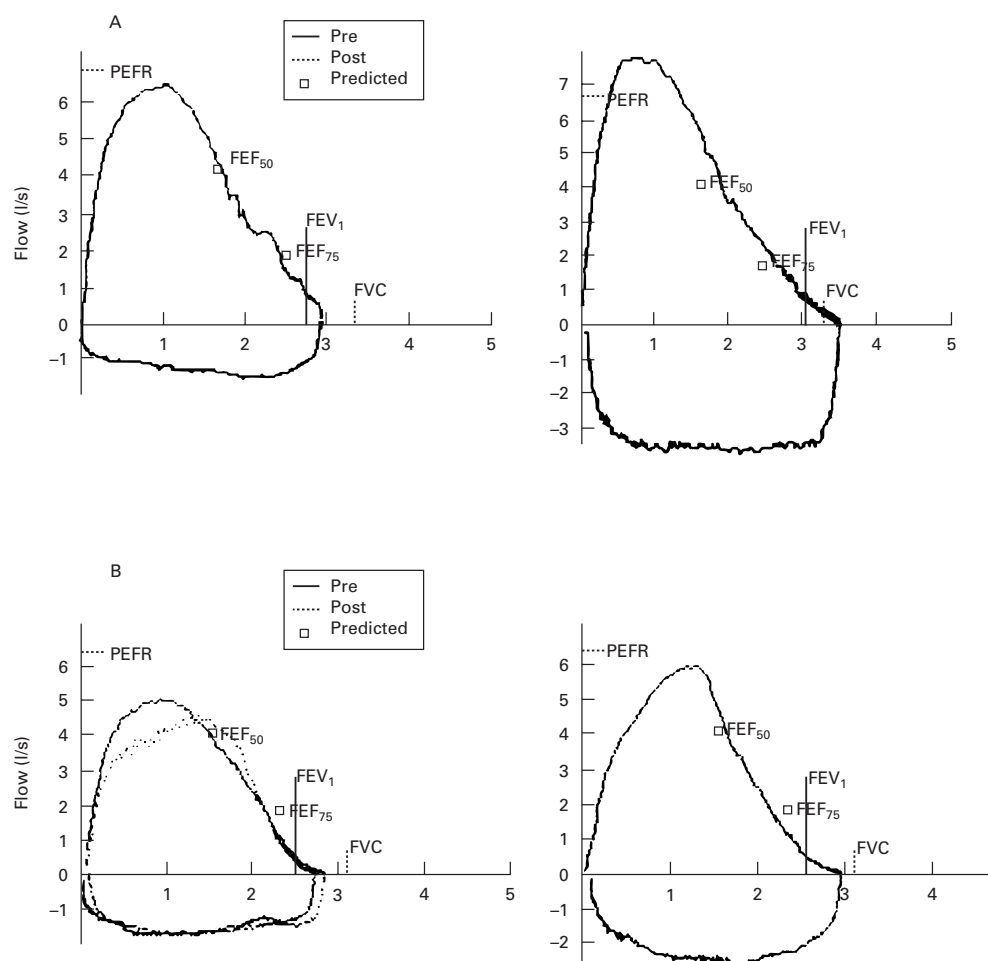 A
Pre
Post
Predicted
PEFR
6
5
4
3
2
1
0
–1
FEF50
FEV1
FEF75
FVC
1 2 3 4 5
Flow (l/s)
7
6
5
4
3
2
1
0
–1
–2
–3
PEFR
FEF50
FEV1
FEF75
FVC
1 2 3 4 5
B
Pre
Post
Predicted
PEFR
6
5
4
3
2
1
0
–1
FEF50
FEV1
FEF75
FVC
1 2 3 4 5
Flow (l/s)
PEFR
6
5
4
3
2
1
0
–1
–2
FEF50
FEV1
FEF75
FVC
1 2 3 4